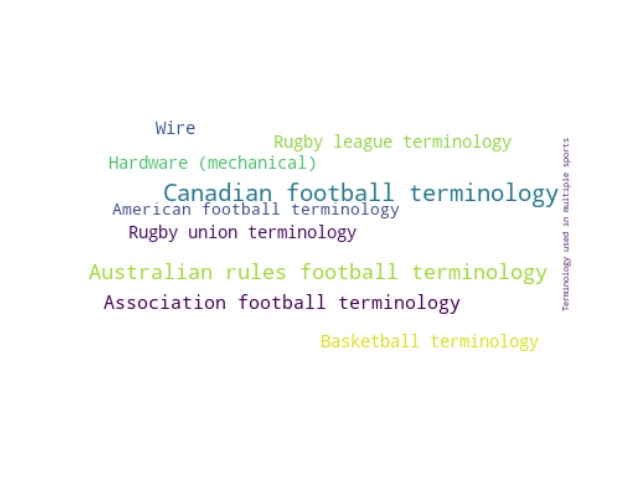 Wire
Rugby league terminology
Hardware (mechanical)
Canadian football terminology
American football terminology
Rugby union terminology
Australian rules football terminology
Association football terminology
Basketball terminology
Terminology used in multiple sports